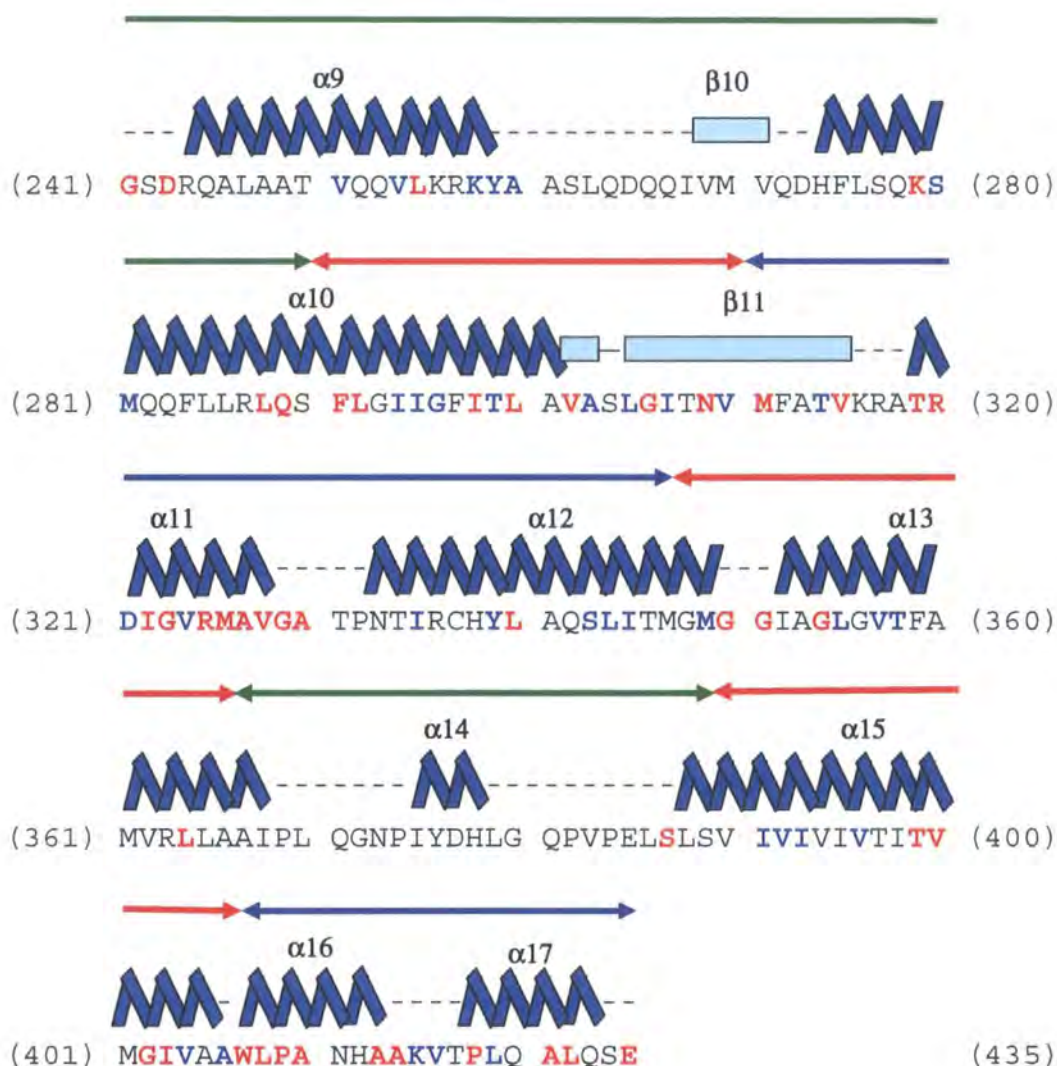 α9 β10
(241) GSDRQALAAT VQQVLKRKYA ASLQDQQIVM VQDHFLSQKS (280)
α10 β11
(281) MQQFLLRLQS FLGIIGFITL AVASLGITNV MFATVKRATR (320)
α11 α12 α13
(321) DIGVRMAVGA TPNTIRCHYL AQSLITMGMG GIAGLGVTFA (360)
α14 α15
(361) MVRLLAAIPL QGNPIYDHLG QPVPELSLSV IVIVIVTITV (400)
α16 α17
(401) MGIVAAWLPA NHAAKVTPLQ ALQSE (435)